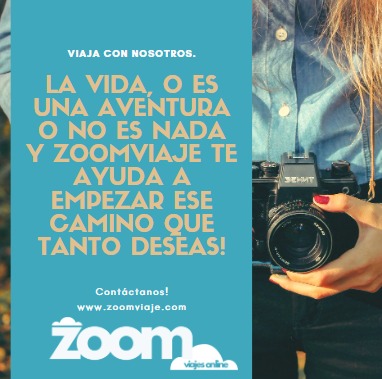 VIAJA CON NOSOTROS.
LA VIDA, O ES
UNA AVENTURA
O NO ES NADA
Y ZOOMVIAJE TE
AYUDA A
EMPEZAR ESE
CAMINO QUE
TANTO DESEAS!
ЗЕНИТ
Contáctanos!
www.zoomviaje.com
zoom
viajes online